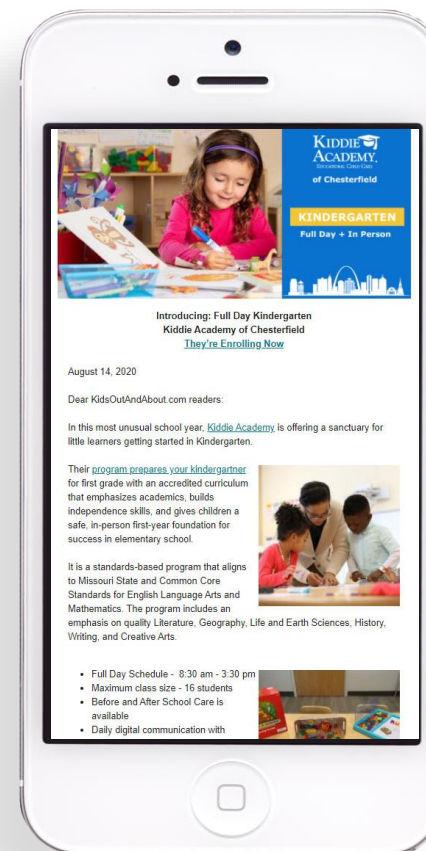 KIDDIE
ACADEMY®
EDUCATIONAL CHILD CARE
of Chesterfield
KINDERGARTEN
Full Day + In Person
Introducing: Full Day Kindergarten
Kiddie Academy of Chesterfield
They're Enrolling Now
August 14, 2020
Dear KidsOutAndAbout.com readers:
In this most unusual school year, Kiddie Academy is offering a sanctuary for
little learners getting started in Kindergarten.
Their program prepares your kindergartner
for first grade with an accredited curriculum
that emphasizes academics, builds
independence skills, and gives children a
safe, in-person first-year foundation for
success in elementary school.
It is a standards-based program that aligns
to Missouri State and Common Core
Standards for English Language Arts and
Mathematics. The program includes an
emphasis on quality Literature, Geography, Life and Earth Sciences, History,
Writing, and Creative Arts.
• Full Day Schedule - 8:30 am - 3:30 pm
• Maximum class size - 16 students
• Before and After School Care is
available
• Daily digital communication with